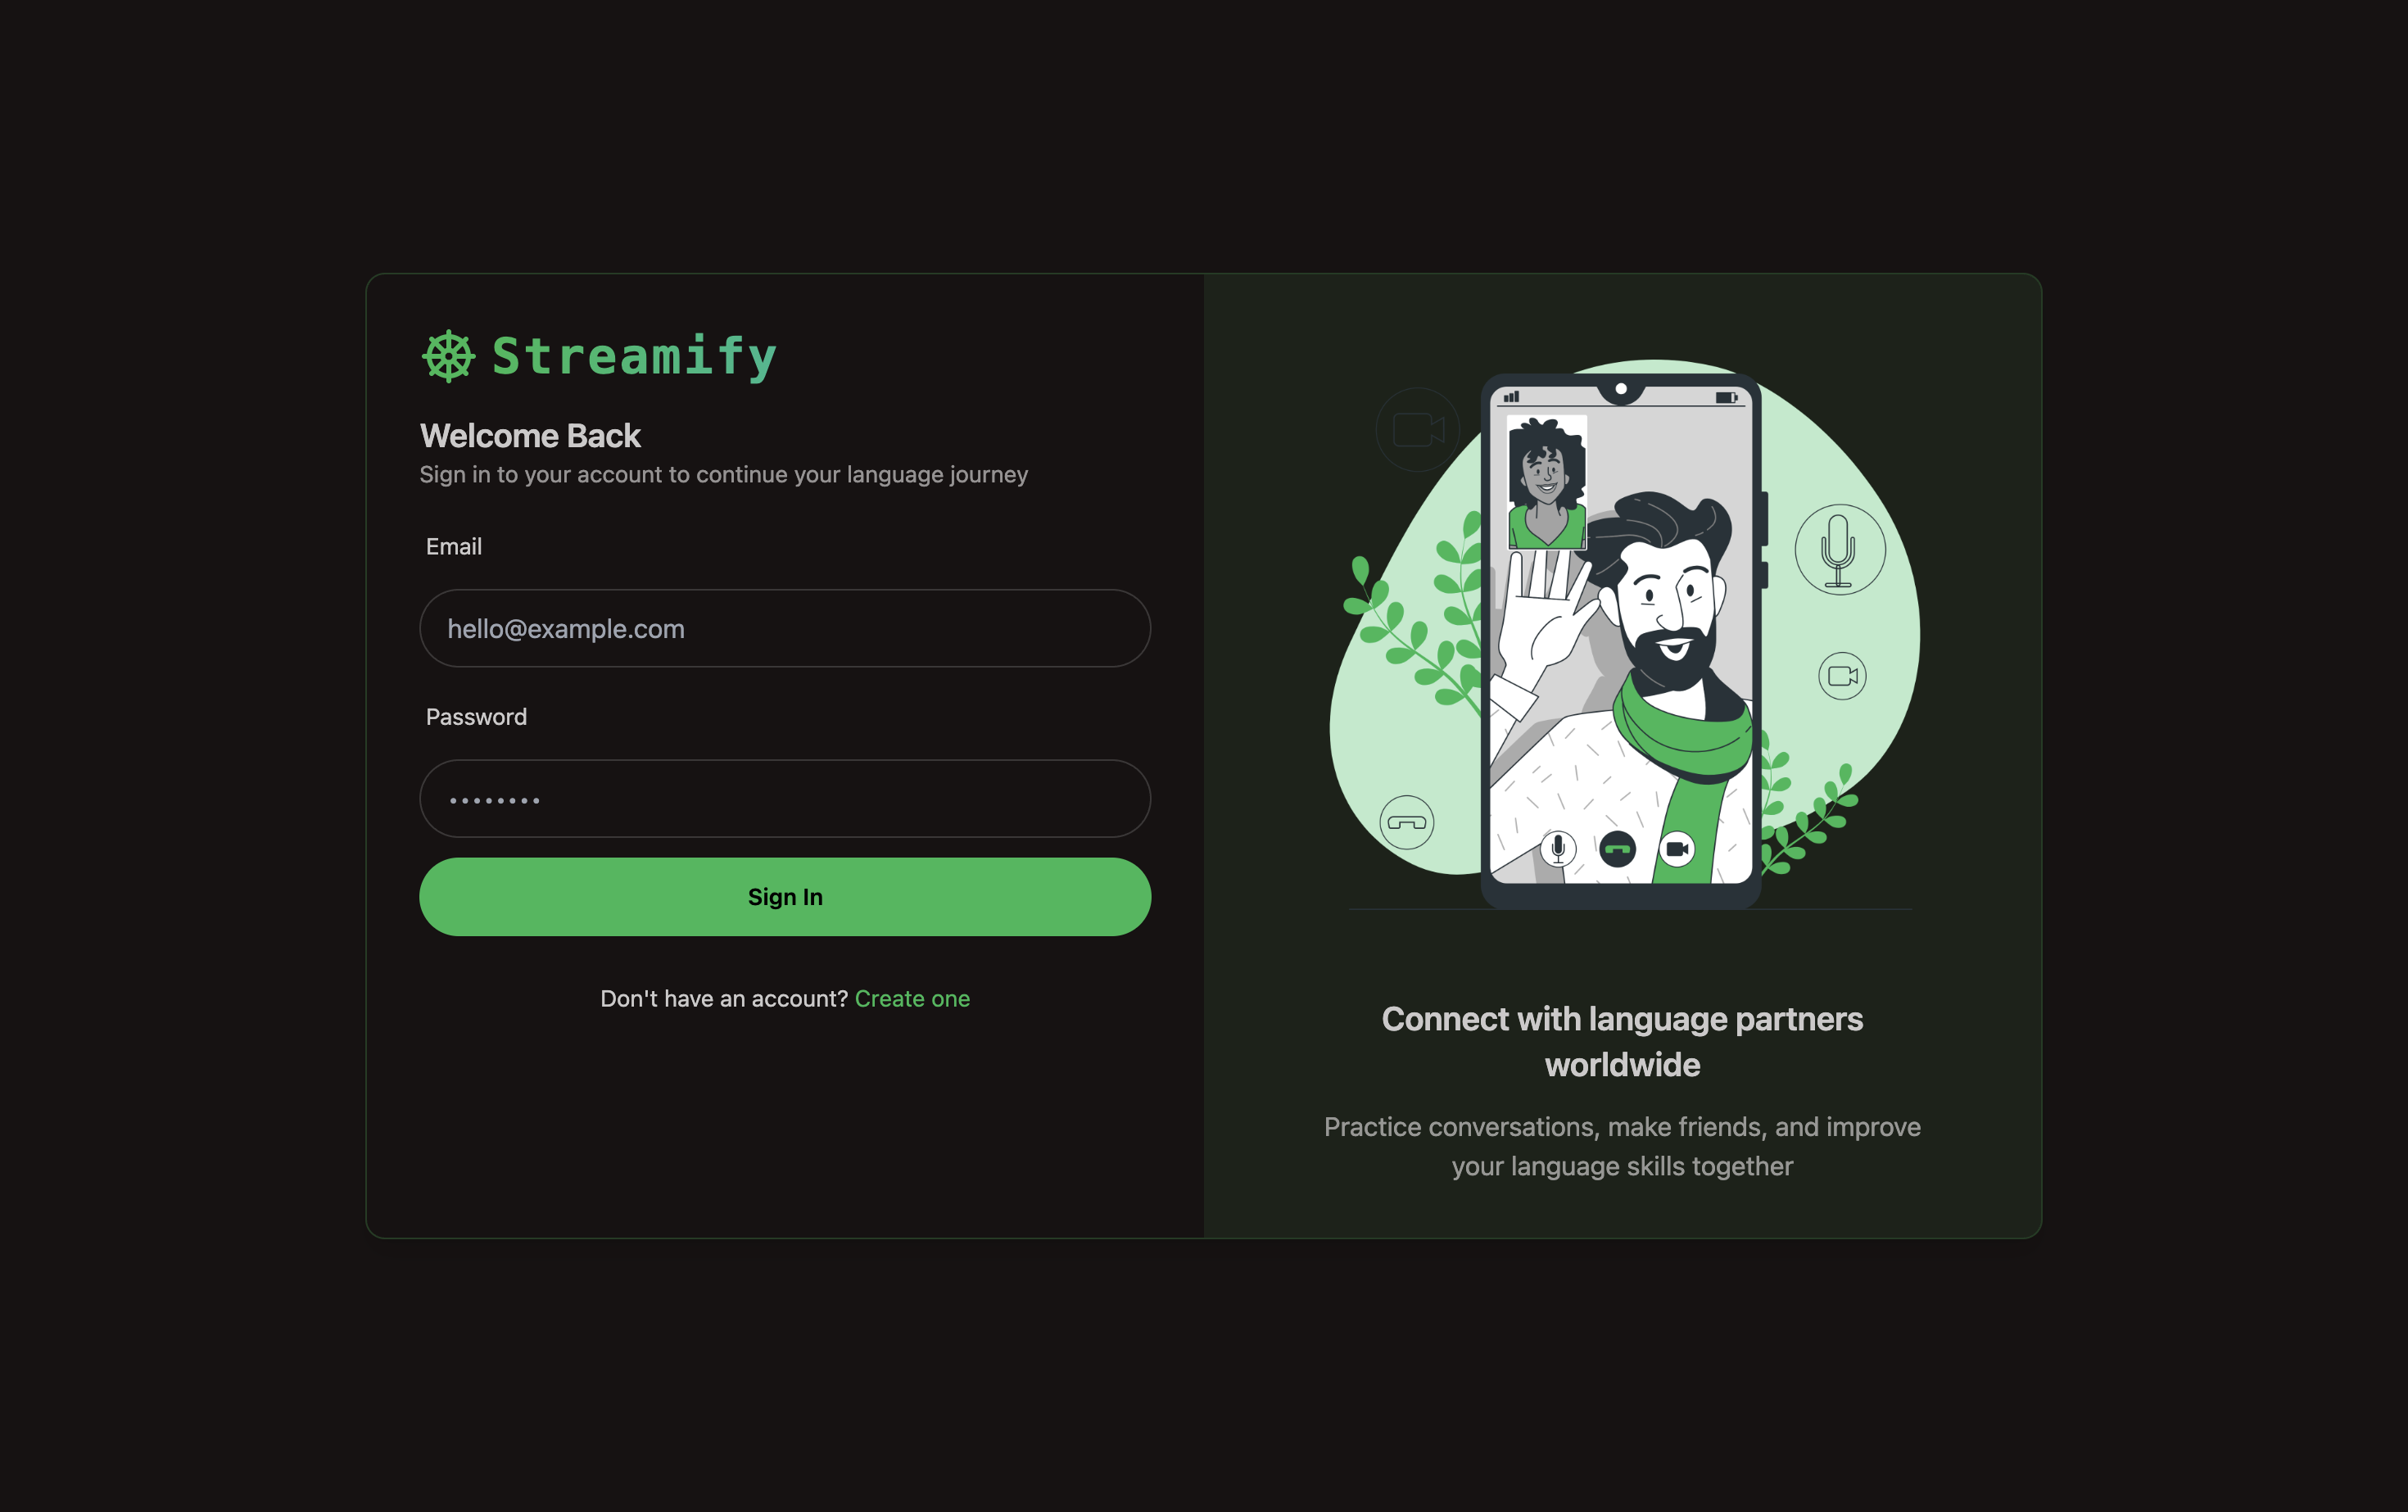 Streamify
Welcome Back
Sign in to your account to continue your language journey
Email
hello@example.com
Password
••••••••
Sign In
Don't have an account? Create one
Connect with language partners
worldwide
Practice conversations, make friends, and improve
your language skills together